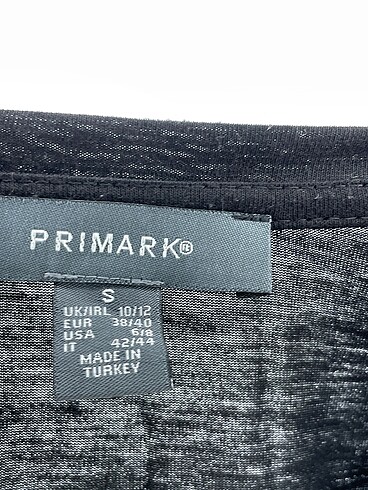 PRIMARK®
S
UK/IRL 10/12
EUR 38/40
USA 6/8
IT 42/44
MADE IN
TURKEY